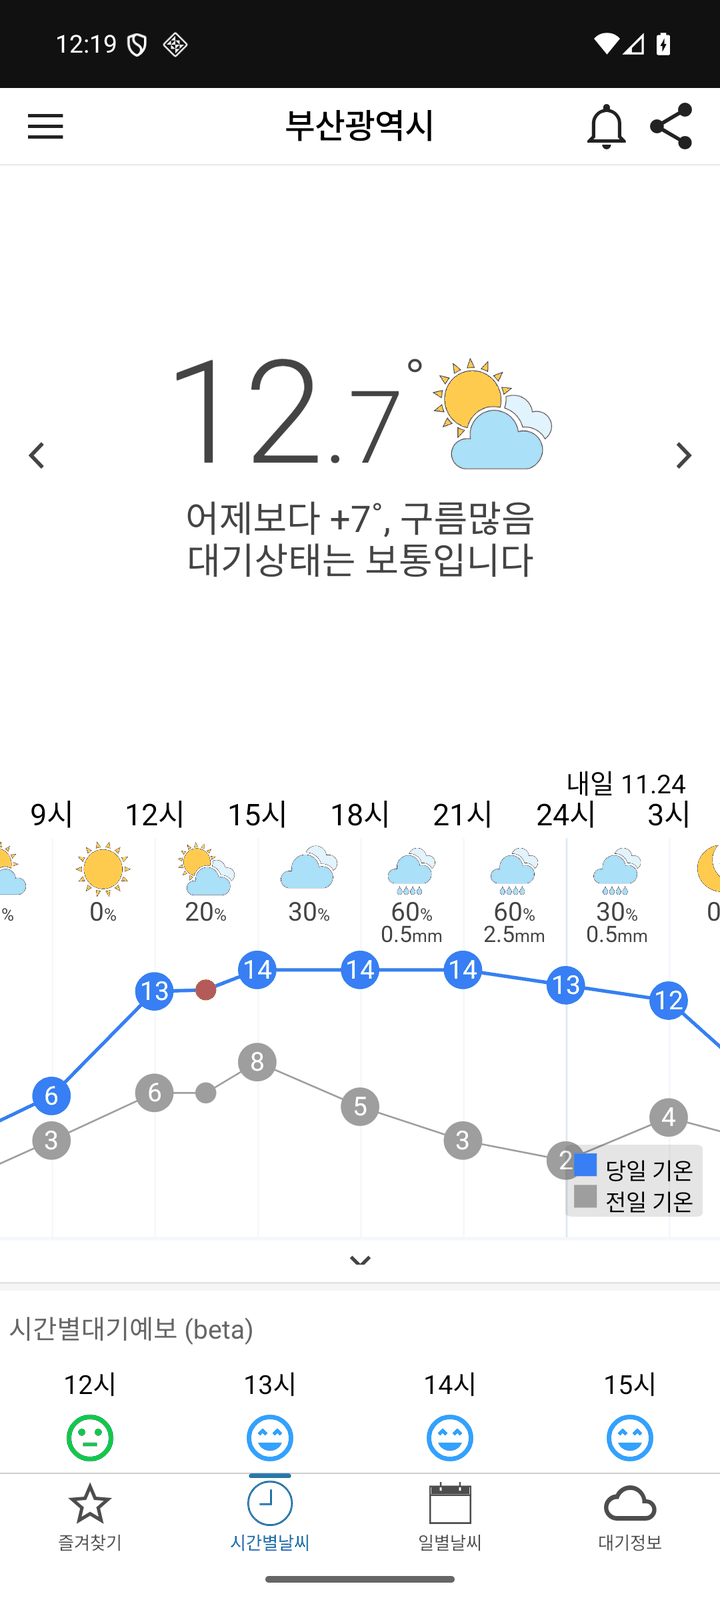 12:19
부산광역시
12.7°
어제보다 +7°, 구름많음
대기상태는 보통입니다
내일 11.24
9시 12시 15시 18시 21시 24시 3시
% 0% 20% 30% 60% 60% 30% 0
0.5mm 2.5mm 0.5mm
6 13 14 14 14 13 12
3 6 8 5 3 2 4
당일 기온
전일 기온
시간별대기예보 (beta)
12시 13시 14시 15시
즐겨찾기 시간별날씨 일별날씨 대기정보